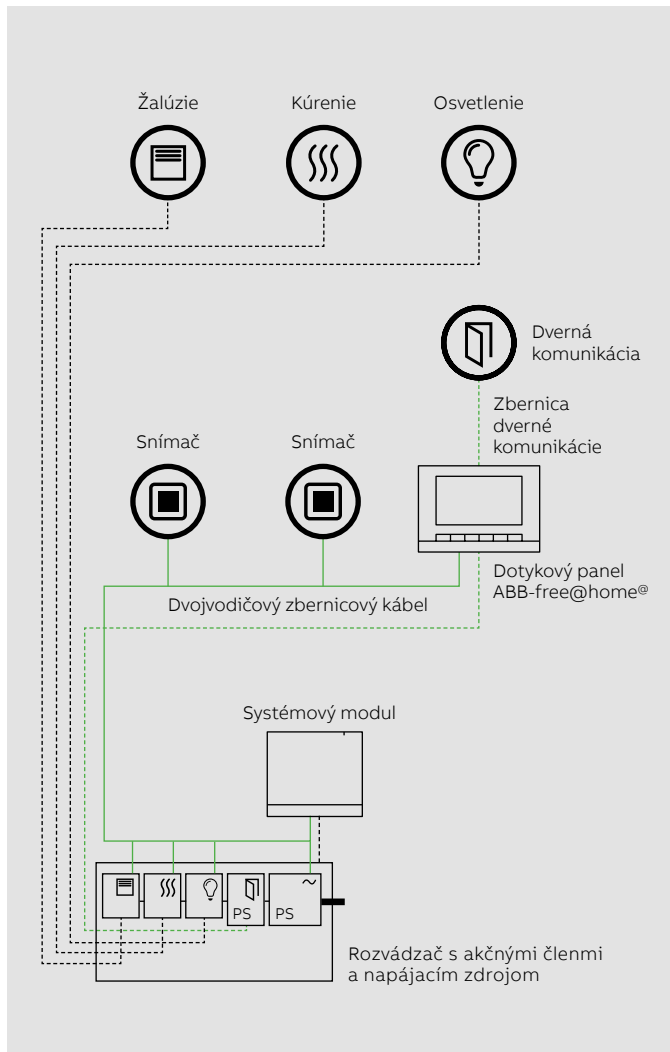 Žalúzie
Kúrenie
Osvetlenie
Dverná
komunikácia
Zbernica
dverné
komunikácie
Snímač
Snímač
Dotykový panel
ABB-free@home®
Dvojvodičový zbernicový kábel
Systémový modul
PS
PS
Rozvádzač s akčnými členmi
a napájacím zdrojom